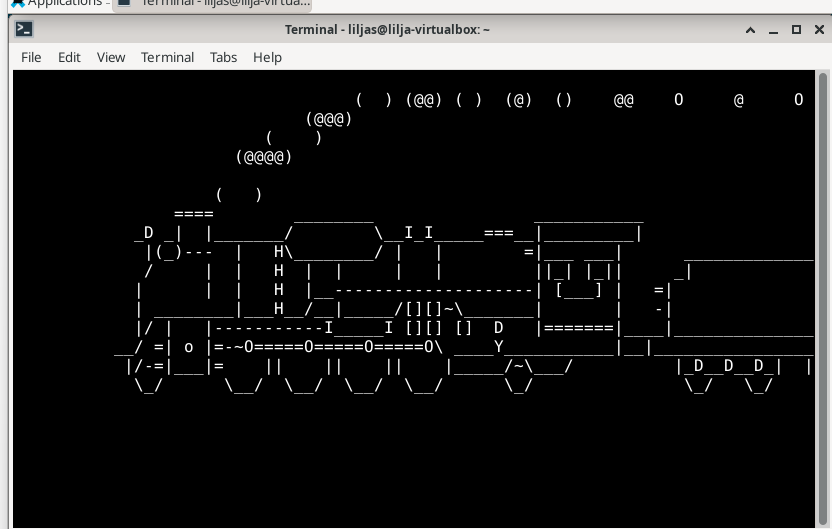 Applications
Terminal - liljas@lilja-virtua...
Terminal - liljas@lilja-virtualbox: ~
File Edit View Terminal Tabs Help
                                  (  ) (@@) ( )  (@)  ()    @@    O     @     O
                             (@@@)
                         (    )
                      (@@@@)

                    (   )
                ====        ________                ___________
            _D _|  |_______/        \__I_I_____===__|_________|
             |(_)---  |   H\________/ |   |        =|___ ___|      _____________
             /     |  |   H  |  |     |   |         ||_| |_||     _|
            |      |  |   H  |__--------------------| [___] |   =|
            | ________|___H__/__|_____/[][]~\_______|       |   -|
            |/ |   |-----------I_____I [][] []  D   |=======|____|______________
          __/ =| o |=-~O=====O=====O=====O\ ____Y___________|__|________________
           |/-=|___|=    ||    ||    ||    |_____/~\___/          |_D__D__D_|  |
            \_/      \__/  \__/  \__/  \__/      \_/               \_/   \_/